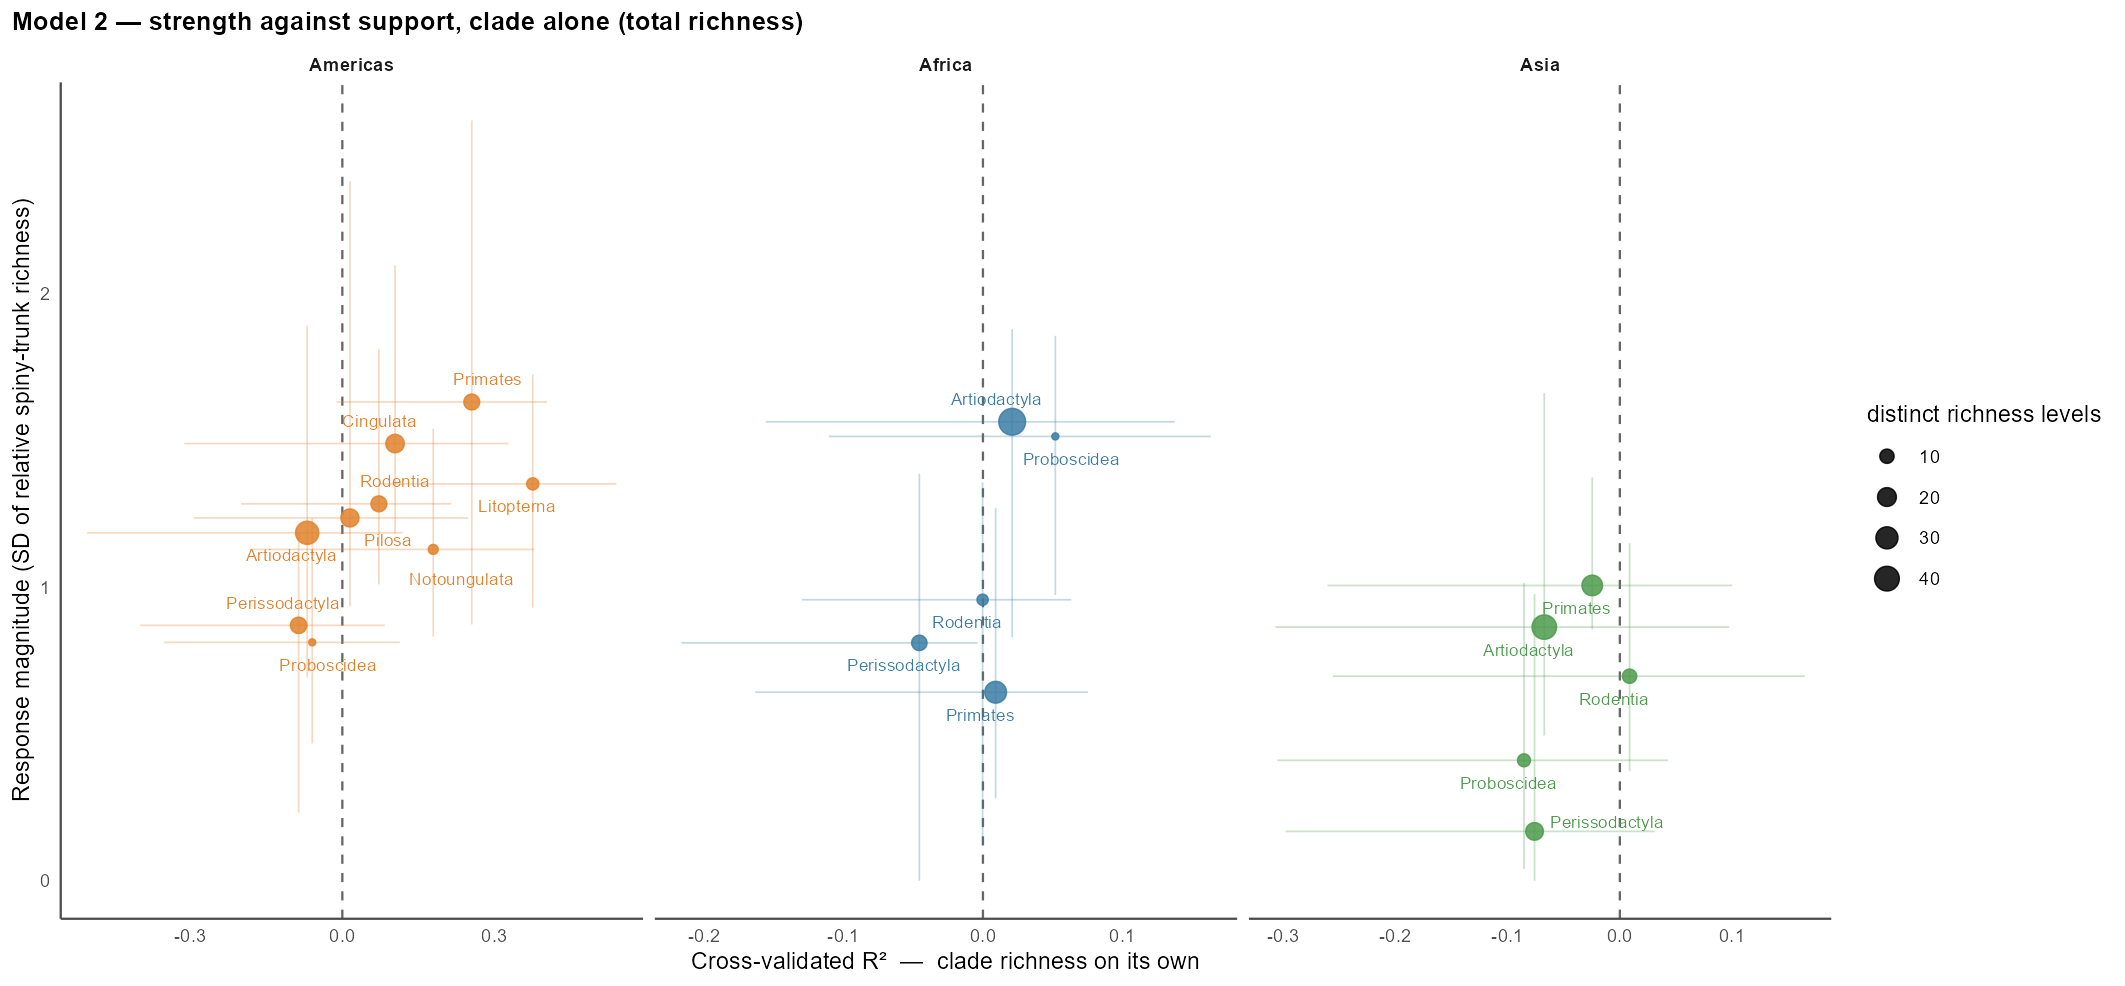 Model 2 — strength against support, clade alone (total richness)
Americas
Africa
Asia
Response magnitude (SD of relative spiny-trunk richness)
2
1
0
Primates
Cingulata
Rodentia
Litopterna
Pilosa
Artiodactyla
Notoungulata
Perissodactyla
Proboscidea
Artiodactyla
Proboscidea
Rodentia
Perissodactyla
Primates
Primates
Artiodactyla
Rodentia
Proboscidea
Perissodactyla
distinct richness levels
10
20
30
40
-0.3 0.0 0.3
-0.2 -0.1 0.0 0.1
-0.3 -0.2 -0.1 0.0 0.1
Cross-validated R² — clade richness on its own